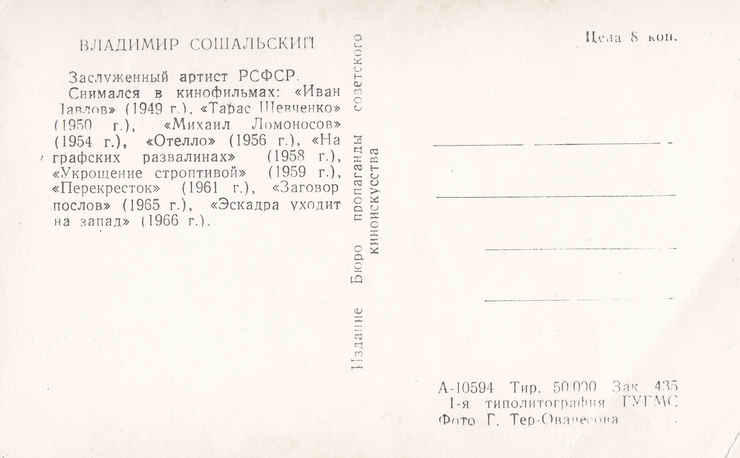 ВЛАДИМИР СОШАЛЬСКИЙ
Заслуженный артист РСФСР.
Снимался в кинофильмах: «Иван
Павлов» (1949 г.), «Тарас Шевченко»
(1950 г.), «Михаил Ломоносов»
(1954 г.), «Отелло» (1956 г.), «На
графских развалинах» (1958 г.),
«Укрощение строптивой» (1959 г.),
«Перекресток» (1961 г.), «Заговор
послов» (1965 г.), «Эскадра уходит
на запад» (1966 г.).
Издание Бюро пропаганды советского
киноискусства
Цена 8 коп.
А-10594 Тир. 50 000 Зак 435
1-я типолитография ГУГМС
Фото Г. Тер-Ованесова